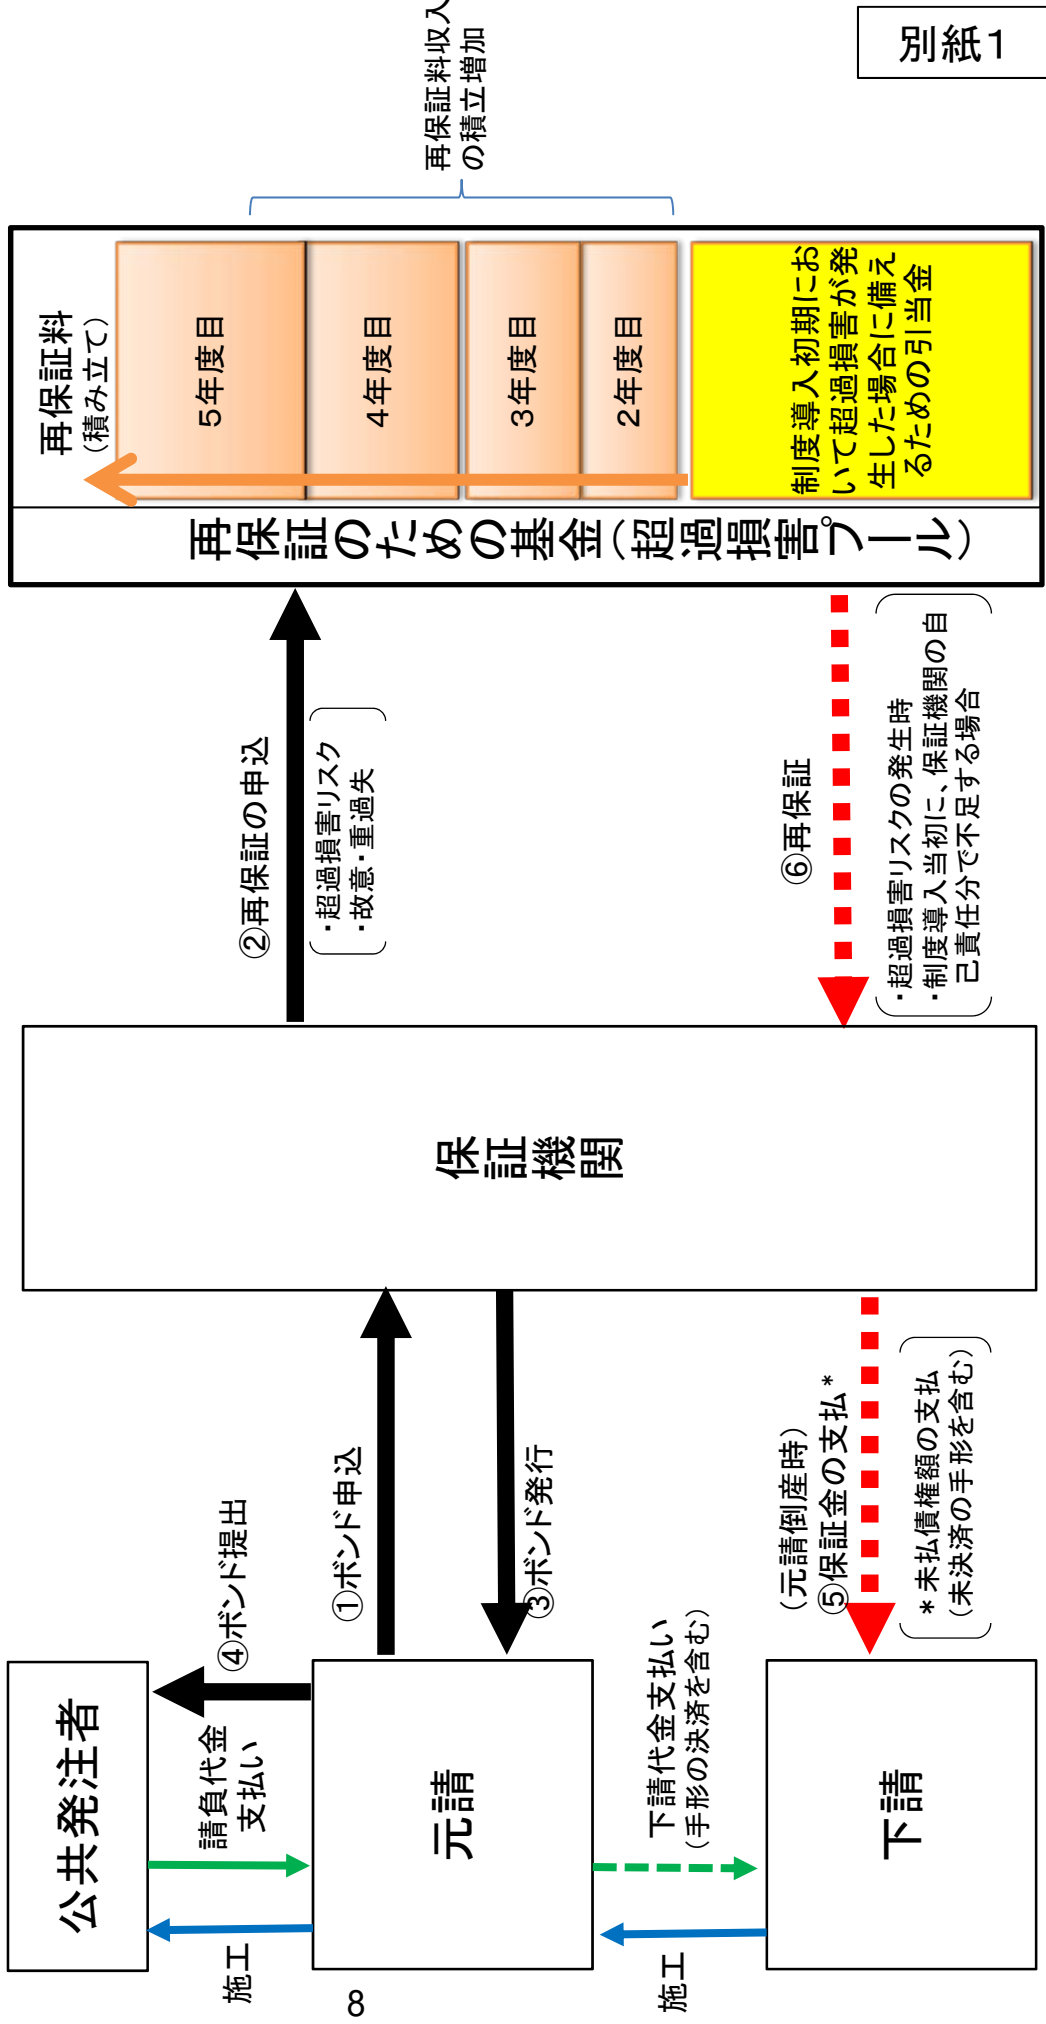 別紙1
公共発注者
元請
下請
施工
請負代金
支払い
④ボンド提出
施工
下請代金支払い
(手形の決済を含む)
①ボンド申込
③ボンド発行
(元請倒産時)
⑤保証金の支払*
*未払債権額の支払
(未決済の手形を含む)
保証機関
②再保証の申込
・超過損害リスク
・故意・重過失
⑥再保証
・超過損害リスクの発生時
・制度導入当初に、保証機関の自
己責任分で不足する場合
再保証のための基金(超過損害プール)
再保証料
(積み立て)
5年度目
4年度目
3年度目
2年度目
制度導入初期にお
いて超過損害が発
生した場合に備え
るための引当金
再保証料収入
の積立増加
8